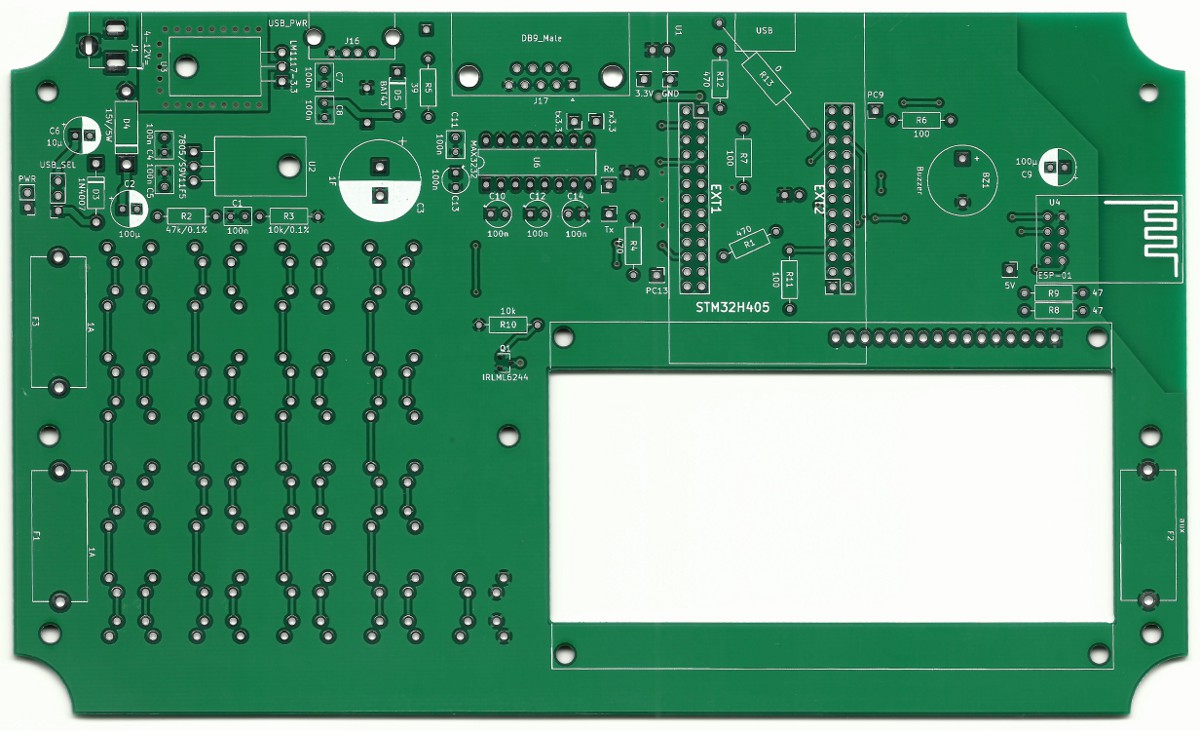 USB_PWR
4-12V=
J1
U3
LM1117-3.3
J16
C7
100n
C8
100n
BAT43
D5
R5
39
DB9_Male
J17
tx3.3
rx3.3
3.3V
GND
U1
R12
470
USB
0
R13
PC9
R6
100
C6
10µ
D4
15V/5W
100n
C4
100n
C5
7805/S9V11F5
U2
1F
C3
C11
100n
MAX3232
U6
100n
C13
Rx
Tx
R7
100
EXT1
EXT2
Buzzer
BZ1
100µ
C9
USB_SEL
PWR
1N4007
D3
C2
100µ
R2
47k/0.1%
C1
100n
R3
10k/0.1%
C10
100n
C12
100n
C14
100n
470
R4
PC13
470
R1
R11
100
STM32H405
U4
ESP-01
5V
R9
47
R8
47
F3
1A
10k
R10
Q1
IRLML6244
F1
1A
aux
F2